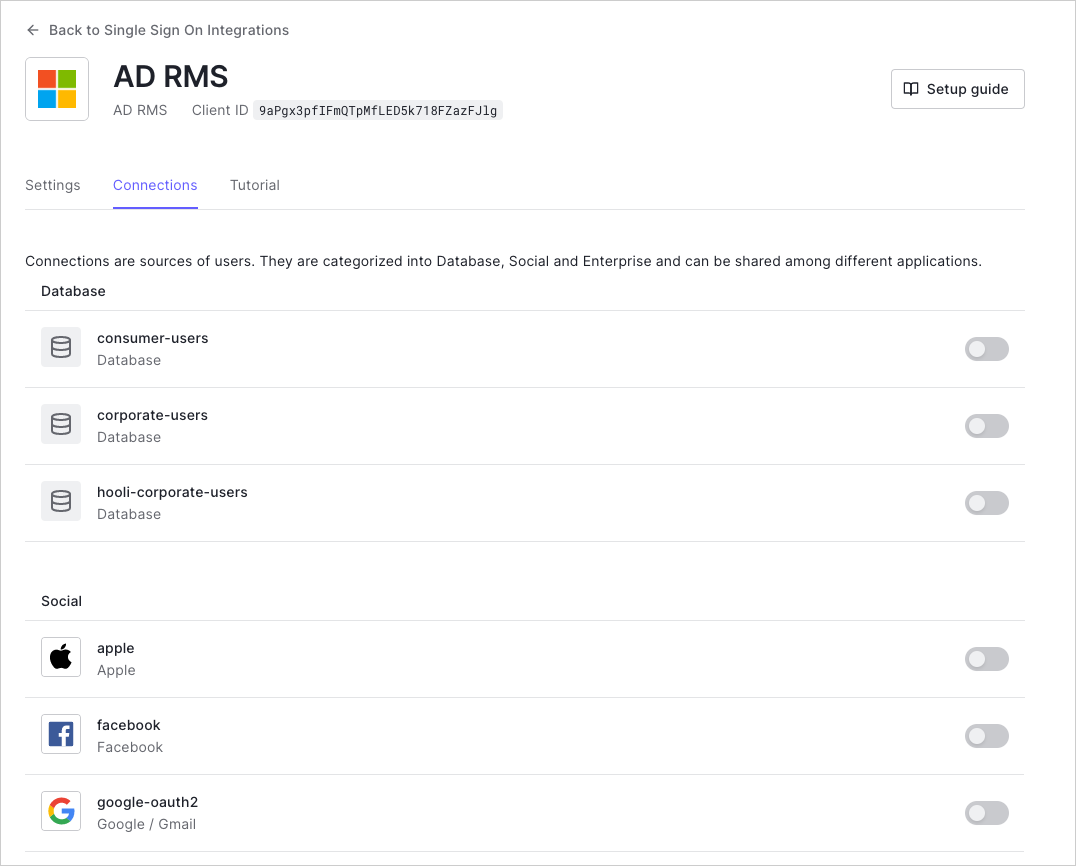 Back to Single Sign On Integrations
AD RMS
Setup guide
AD RMS Client ID 9aPgx3pfIFmQTpMfLED5k718FZazFJlg
Settings Connections Tutorial
Connections are sources of users. They are categorized into Database, Social and Enterprise and can be shared among different applications.
Database
consumer-users
Database
corporate-users
Database
hooli-corporate-users
Database
Social
apple
Apple
facebook
Facebook
google-oauth2
Google / Gmail